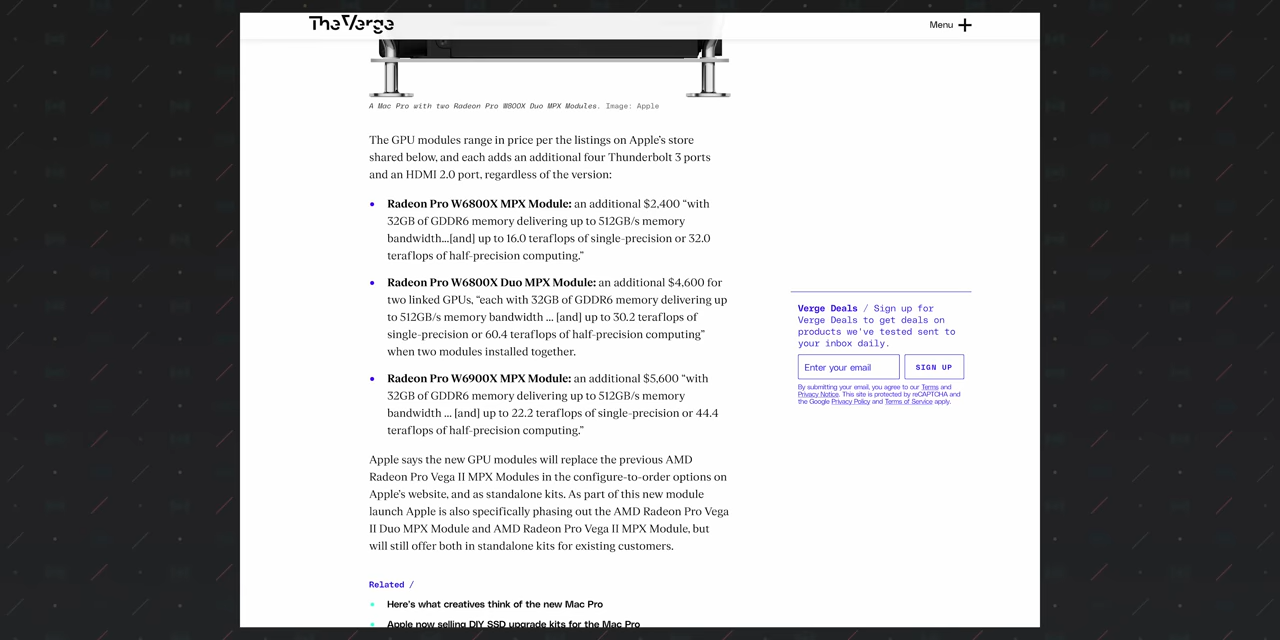 The Verge
Menu
A Mac Pro with two Radeon Pro W800X Duo MPX Modules. Image: Apple
The GPU modules range in price per the listings on Apple’s store
shared below, and each adds an additional four Thunderbolt 3 ports
and an HDMI 2.0 port, regardless of the version:
Radeon Pro W6800X MPX Module: an additional $2,400 “with
32GB of GDDR6 memory delivering up to 512GB/s memory
bandwidth...[and] up to 16.0 teraflops of single-precision or 32.0
teraflops of half-precision computing.”
Radeon Pro W6800X Duo MPX Module: an additional $4,600 for
two linked GPUs, “each with 32GB of GDDR6 memory delivering up
to 512GB/s memory bandwidth ... [and] up to 30.2 teraflops of
single-precision or 60.4 teraflops of half-precision computing”
when two modules installed together.
Radeon Pro W6900X MPX Module: an additional $5,600 “with
32GB of GDDR6 memory delivering up to 512GB/s memory
bandwidth ... [and] up to 22.2 teraflops of single-precision or 44.4
teraflops of half-precision computing.”
Apple says the new GPU modules will replace the previous AMD
Radeon Pro Vega II MPX Modules in the configure-to-order options on
Apple’s website, and as standalone kits. As part of this new module
launch Apple is also specifically phasing out the AMD Radeon Pro Vega
II Duo MPX Module and AMD Radeon Pro Vega II MPX Module, but
will still offer both in standalone kits for existing customers.
Related /
Here’s what creatives think of the new Mac Pro
Apple now selling DIY SSD upgrade kits for the Mac Pro
Verge Deals / Sign up for
Verge Deals to get deals on
products we've tested sent to
your inbox daily.
Enter your email
SIGN UP
By submitting your email, you agree to our Terms and
Privacy Notice. This site is protected by reCAPTCHA and
the Google Privacy Policy and Terms of Service apply.